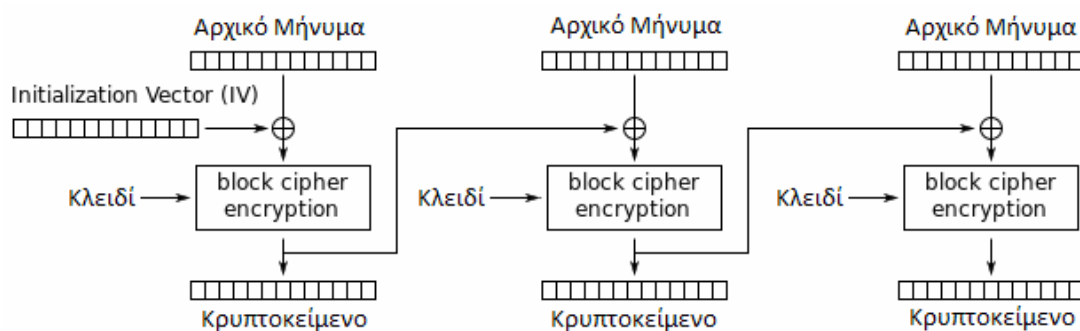 Αρχικό Μήνυμα
Αρχικό Μήνυμα
Αρχικό Μήνυμα
Initialization Vector (IV)
Κλειδί
block cipher
encryption
Κλειδί
block cipher
encryption
Κλειδί
block cipher
encryption
Κρυπτοκείμενο
Κρυπτοκείμενο
Κρυπτοκείμενο